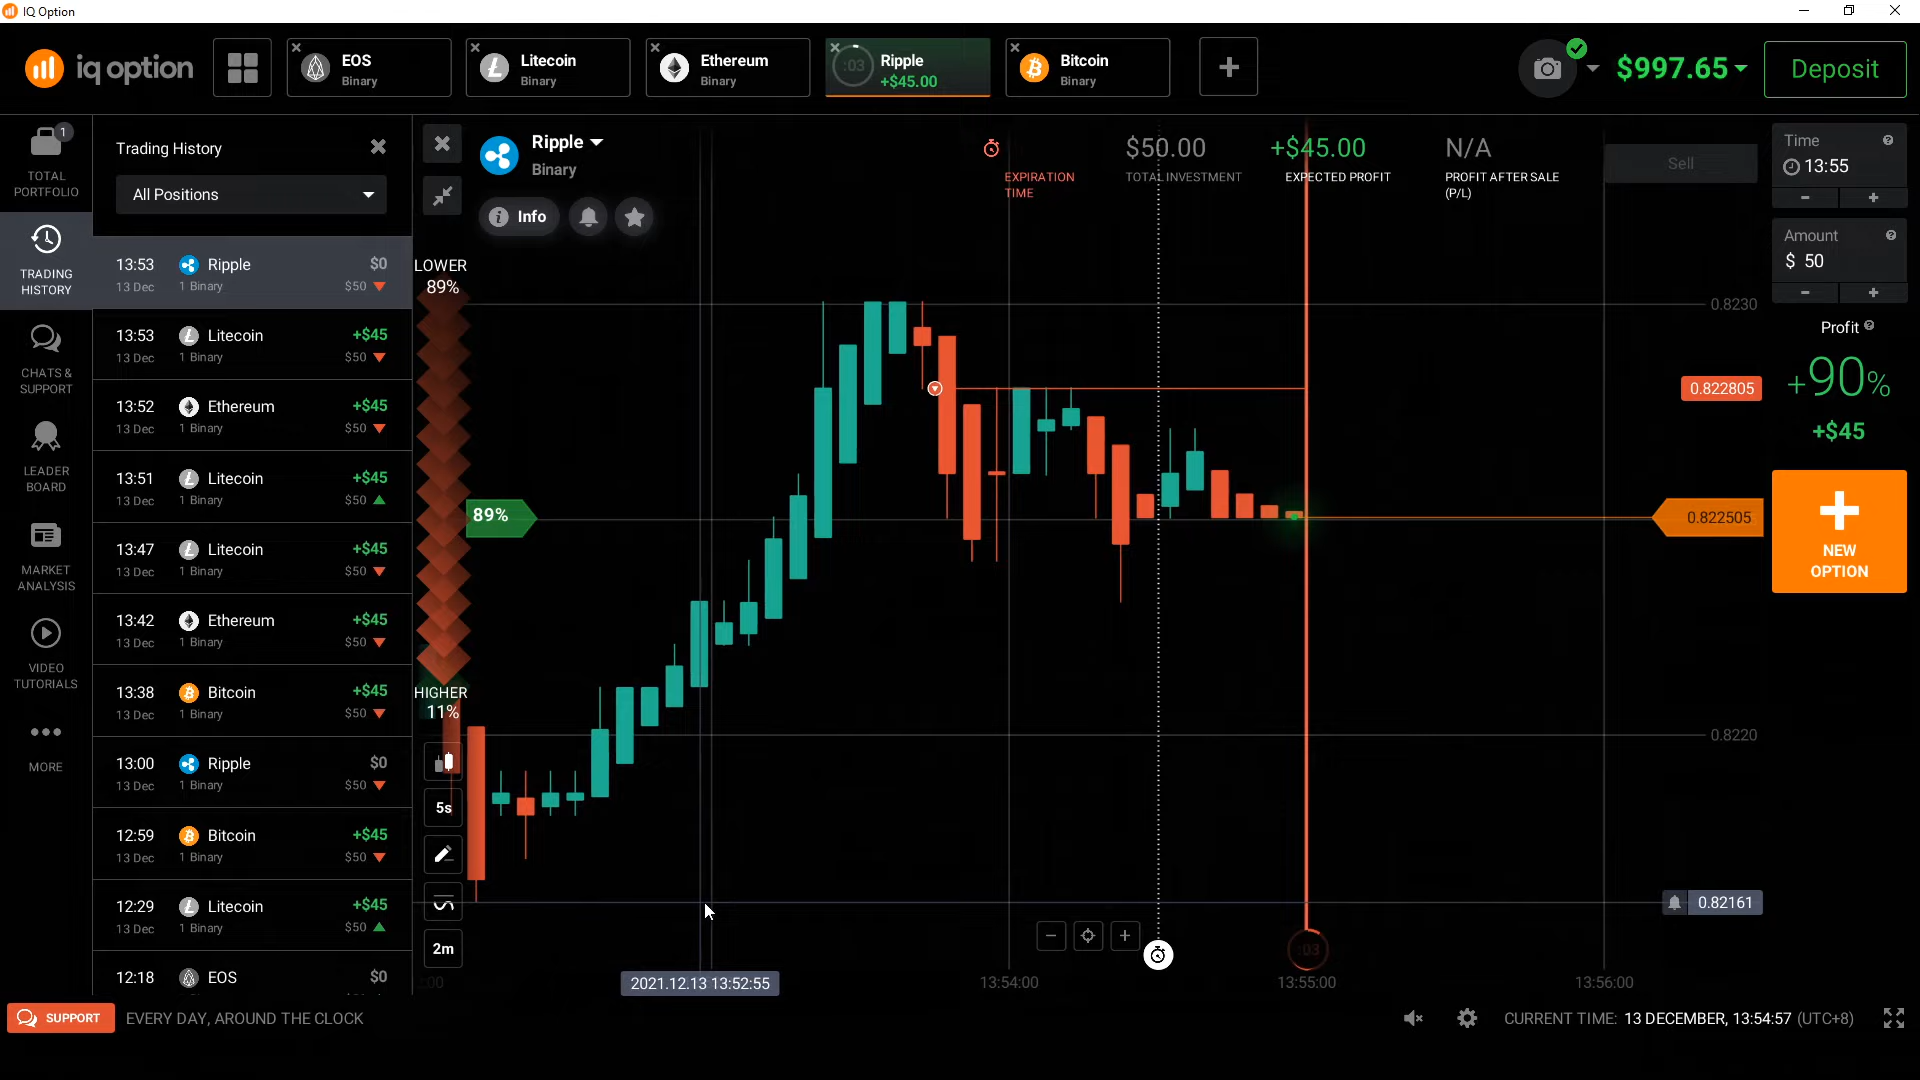 IQ Option
iq option
EOS
Binary
Litecoin
Binary
Ethereum
Binary
:03
Ripple
+$45.00
Bitcoin
Binary
$997.65
Deposit
1
TOTAL
PORTFOLIO
TRADING
HISTORY
CHATS &
SUPPORT
LEADER
BOARD
MARKET
ANALYSIS
VIDEO
TUTORIALS
MORE
Trading History
All Positions
13:53 Ripple $0
13 Dec 1 Binary $50
13:53 Litecoin +$45
13 Dec 1 Binary $50
13:52 Ethereum +$45
13 Dec 1 Binary $50
13:51 Litecoin +$45
13 Dec 1 Binary $50
13:47 Litecoin +$45
13 Dec 1 Binary $50
13:42 Ethereum +$45
13 Dec 1 Binary $50
13:38 Bitcoin +$45
13 Dec 1 Binary $50
13:00 Ripple $0
13 Dec 1 Binary $50
12:59 Bitcoin +$45
13 Dec 1 Binary $50
12:29 Litecoin +$45
13 Dec 1 Binary $50
12:18 EOS $0
Ripple
Binary
Info
EXPIRATION
TIME
$50.00
TOTAL INVESTMENT
+$45.00
EXPECTED PROFIT
N/A
PROFIT AFTER SALE
(P/L)
Sell
LOWER
89%
89%
HIGHER
11%
5s
2m
0.8230
0.822805
0.822505
0.8220
0.82161
:03
:00
2021.12.13 13:52:55
13:54:00
13:55:00
13:56:00
Time
13:55
Amount
$ 50
Profit
+90%
+$45
NEW
OPTION
SUPPORT
EVERY DAY, AROUND THE CLOCK
CURRENT TIME: 13 DECEMBER, 13:54:57 (UTC+8)